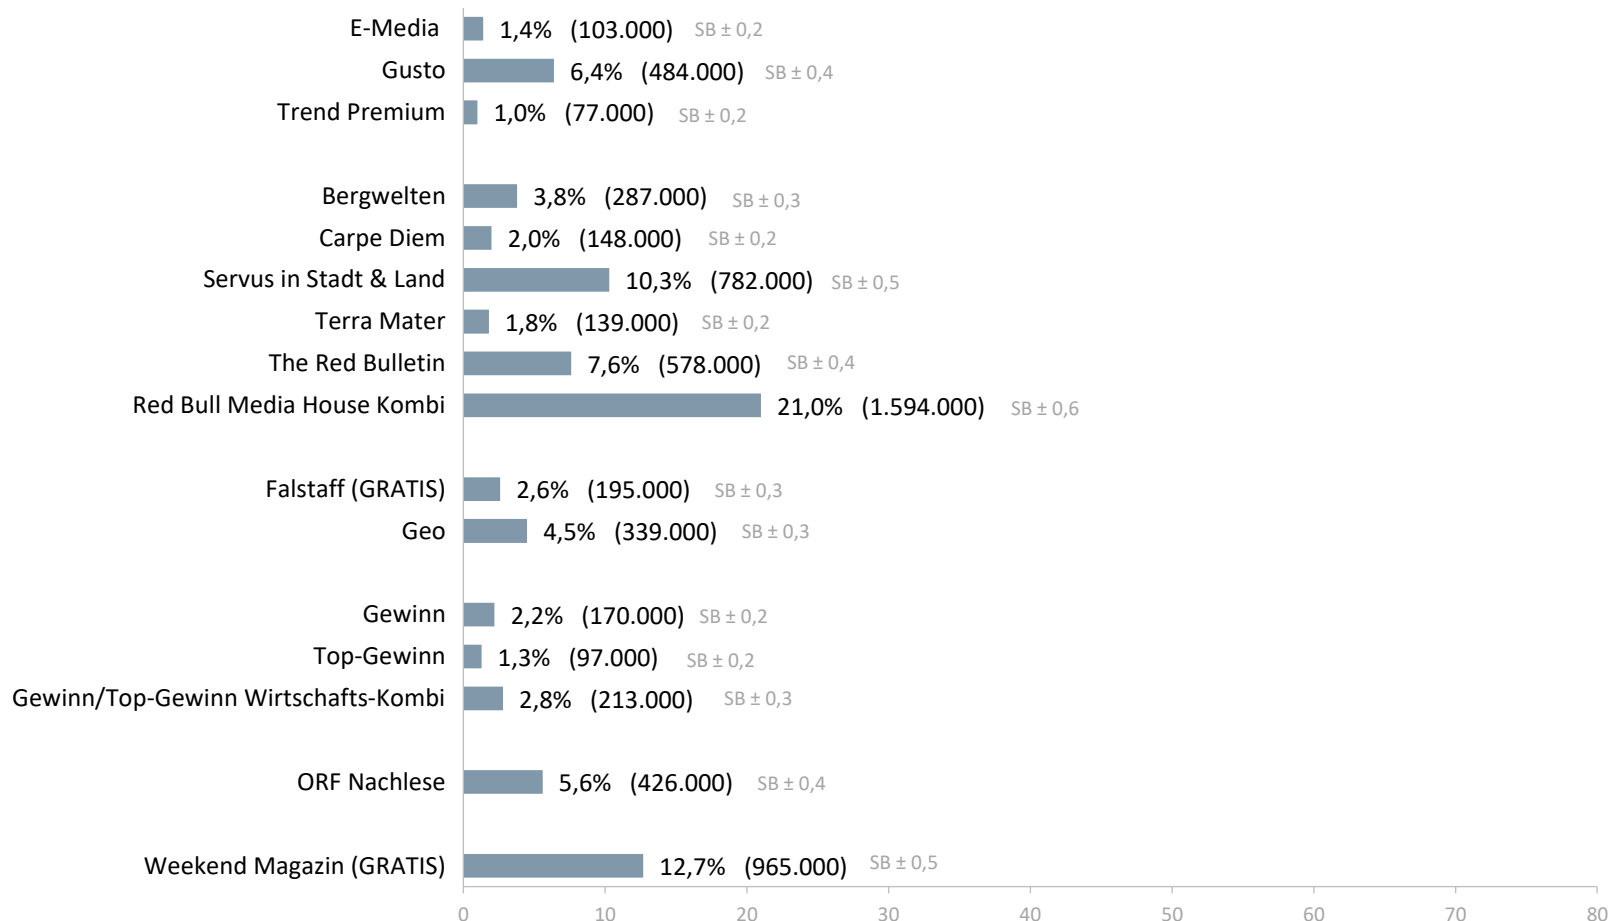 E-Media 1,4% (103.000) SB ± 0,2
Gusto 6,4% (484.000) SB ± 0,4
Trend Premium 1,0% (77.000) SB ± 0,2
Bergwelten 3,8% (287.000) SB ± 0,3
Carpe Diem 2,0% (148.000) SB ± 0,2
Servus in Stadt & Land 10,3% (782.000) SB ± 0,5
Terra Mater 1,8% (139.000) SB ± 0,2
The Red Bulletin 7,6% (578.000) SB ± 0,4
Red Bull Media House Kombi 21,0% (1.594.000) SB ± 0,6
Falstaff (GRATIS) 2,6% (195.000) SB ± 0,3
Geo 4,5% (339.000) SB ± 0,3
Gewinn 2,2% (170.000) SB ± 0,2
Top-Gewinn 1,3% (97.000) SB ± 0,2
Gewinn/Top-Gewinn Wirtschafts-Kombi 2,8% (213.000) SB ± 0,3
ORF Nachlese 5,6% (426.000) SB ± 0,4
Weekend Magazin (GRATIS) 12,7% (965.000) SB ± 0,5
0 10 20 30 40 50 60 70 80